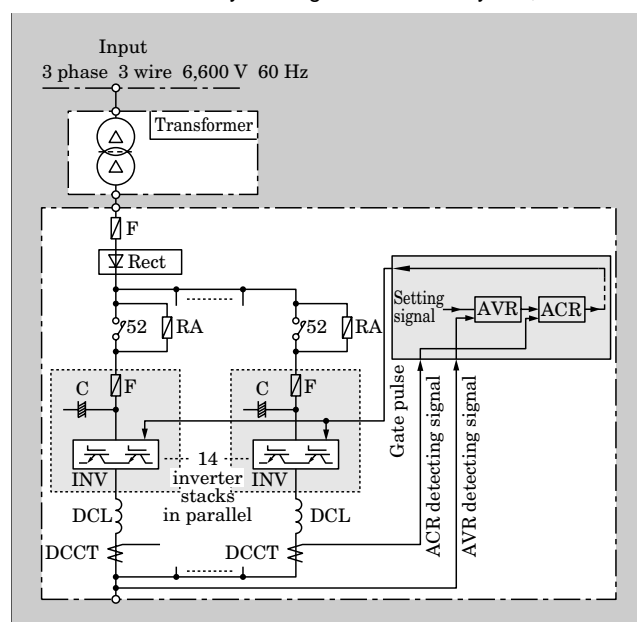 Input
3 phase 3 wire 6,600 V 60 Hz
Transformer
F
Rect
52
RA
52
RA
Setting
signal
AVR
ACR
C
F
C
F
INV
14
inverter
stacks
in parallel
INV
DCL
DCL
DCCT
DCCT
Gate pulse
ACR detecting signal
AVR detecting signal